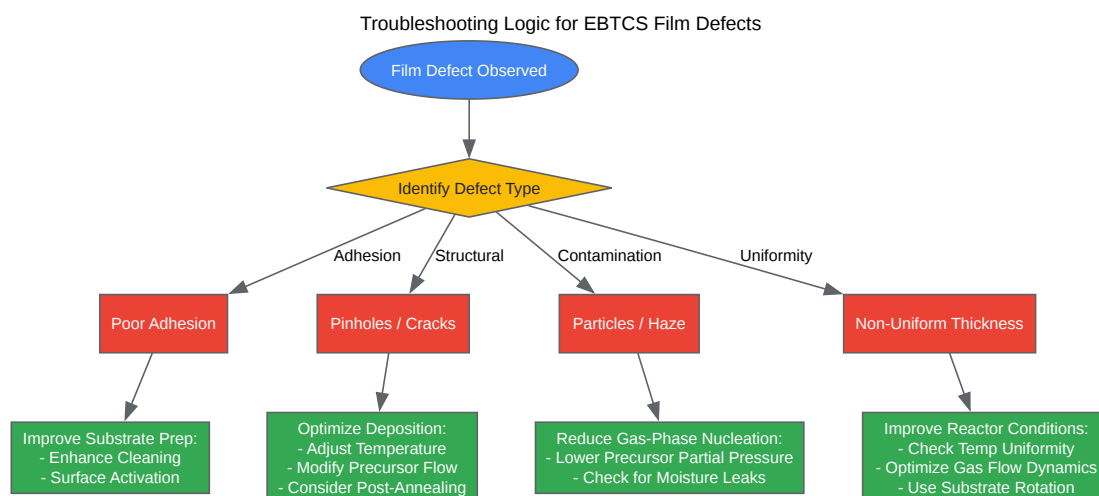 Troubleshooting Logic for EBTCS Film Defects
Film Defect Observed
Identify Defect Type
Adhesion
Structural
Contamination
Uniformity
Poor Adhesion
Pinholes / Cracks
Particles / Haze
Non-Uniform Thickness
Improve Substrate Prep:
- Enhance Cleaning
- Surface Activation
Optimize Deposition:
- Adjust Temperature
- Modify Precursor Flow
- Consider Post-Annealing
Reduce Gas-Phase Nucleation:
- Lower Precursor Partial Pressure
- Check for Moisture Leaks
Improve Reactor Conditions:
- Check Temp Uniformity
- Optimize Gas Flow Dynamics
- Use Substrate Rotation